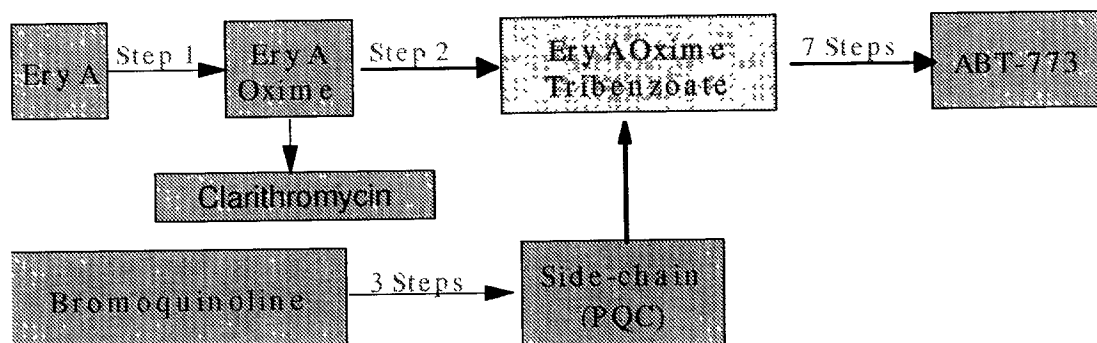 Ery A
Step 1
Ery A
Oxime
Step 2
Ery A Oxime
Tribenzoate
7 Steps
ABT-773
Clarithromycin
Bromoquinoline
3 Steps
Side-chain
(PQC)